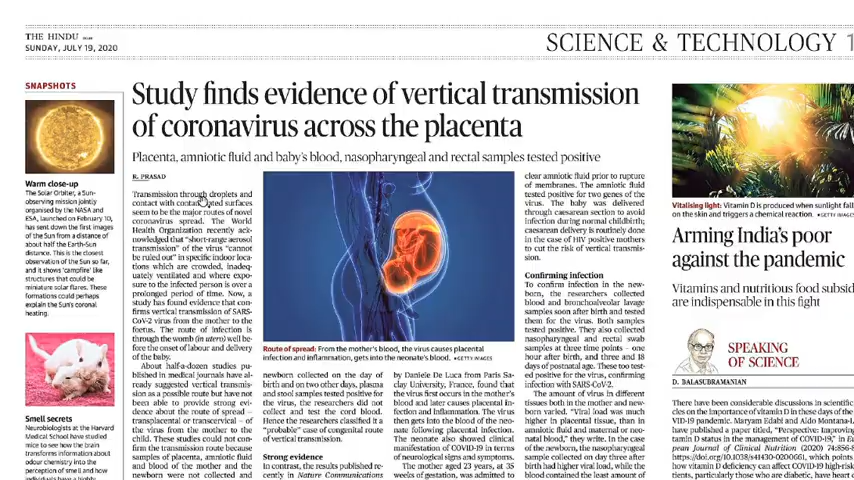 THE HINDU
SUNDAY, JULY 19, 2020
SCIENCE & TECHNOLOGY
SNAPSHOTS
Warm close-up
The Solar Orbiter, a Sun-
observing mission jointly
organised by the NASA and
ESA, launched on February 10,
has sent down the first images
of the Sun from a distance of
about half the Earth-Sun
distance. This is the closest
observation of the Sun so far,
and it shows 'campfire' like
structures that could be
miniature solar flares. These
formations could perhaps
explain the Sun's coronal
heating.
Smell secrets
Neurobiologists at the Harvard
Medical School have studied
mice to see how the brain
transforms information about
odour chemistry into the
perception of smell and how
individuals have a highly
Study finds evidence of vertical transmission
of coronavirus across the placenta
Placenta, amniotic fluid and baby's blood, nasopharyngeal and rectal samples tested positive
R. PRASAD
Transmission through droplets and
contact with surfaces
seem to be the major routes of novel
coronavirus spread. The World
Health Organization recently ack-
nowledged that "short-range aerosol
transmission" of the virus "cannot
be ruled out" in specific indoor loca-
tions which are crowded, inadeq-
uately ventilated and where expo-
sure to the infected person is over a
prolonged period of time. Now, a
study has found evidence that con-
firms vertical transmission of SARS-
CoV-2 virus from the mother to the
foetus. The route of infection is
through the womb (in utero) well be-
fore the onset of labour and delivery
of the baby.
About half-a-dozen studies pu-
blished in medical journals have al-
ready suggested vertical transmis-
sion as a possible route but have not
been able to provide strong evi-
dence about the route of spread –
transplacental or transcervical – of
the virus from the mother to the
child. These studies could not con-
firm the transmission route because
samples of placenta, amniotic fluid
and blood of the mother and the
newborn were not collected and
Route of spread: From the mother's blood, the virus causes placental
infection and inflammation, gets into the neonate's blood. GETTY IMAGES
newborn collected on the day of
birth and on two other days, plasma
and stool samples tested positive for
the virus, the researchers did not
collect and test the cord blood.
Hence the researchers classified it a
"probable" case of congenital route
of vertical transmission.
Strong evidence
In contrast, the results published re-
cently in Nature Communications
by Daniele De Luca from Paris Sa-
clay University, France, found that
the virus first occurs in the mother's
blood and later causes placental in-
fection and inflammation. The virus
then gets into the blood of the neo-
nate following placental infection.
The neonate also showed clinical
manifestation of COVID-19 in terms
of neurological signs and symptoms.
The mother aged 23 years, at 35
weeks of gestation, was admitted to
clear amniotic fluid prior to rupture
of membranes. The amniotic fluid
tested positive for two genes of the
virus. The baby was delivered
through caesarean section to avoid
infection during normal childbirth;
caesarean delivery is routinely done
in the case of HIV positive mothers
to cut the risk of vertical transmis-
sion.
Confirming infection
To confirm infection in the new-
born, the researchers collected
blood and bronchoalveolar lavage
samples soon after birth and tested
them for the virus. Both samples
tested positive. They also collected
nasopharyngeal and rectal swab
samples at three time points – one
hour after birth, and three and 18
days of postnatal age. These too test-
ed positive for the virus, confirming
infection with SARS-CoV-2.
The amount of virus in different
tissues both in the mother and new-
born varied. "Viral load was much
higher in placental tissue, than in
amniotic fluid and maternal or neo-
natal blood," they write. In the case
of the newborn, the nasopharyngeal
sample collected on day three after
birth had higher viral load, while the
blood contained the least amount of
Vitalising light: Vitamin D is produced when sunlight fall
on the skin and triggers a chemical reaction. GETTY IMAGES
Arming India's poor
against the pandemic
Vitamins and nutritious food subsid
are indispensable in this fight
SPEAKING
OF SCIENCE
D. BALASUBRAMANIAN
There have been considerable discussions in scientific
cles on the importance of vitamin D in these days of the
VID-19 pandemic. Maryam Edabi and Aldo Montana-L
have published a paper titled, "Perspective: Improving
tamin D status in the management of COVID-19," in Eu
pean Journal of Clinical Nutrition (2020) 74:856-8
https://doi.org/10.1038/s41430-0200661, which points
how vitamin D deficiency can affect COVID-19 high-risk
tients, particularly those who are diabetic, have heart c